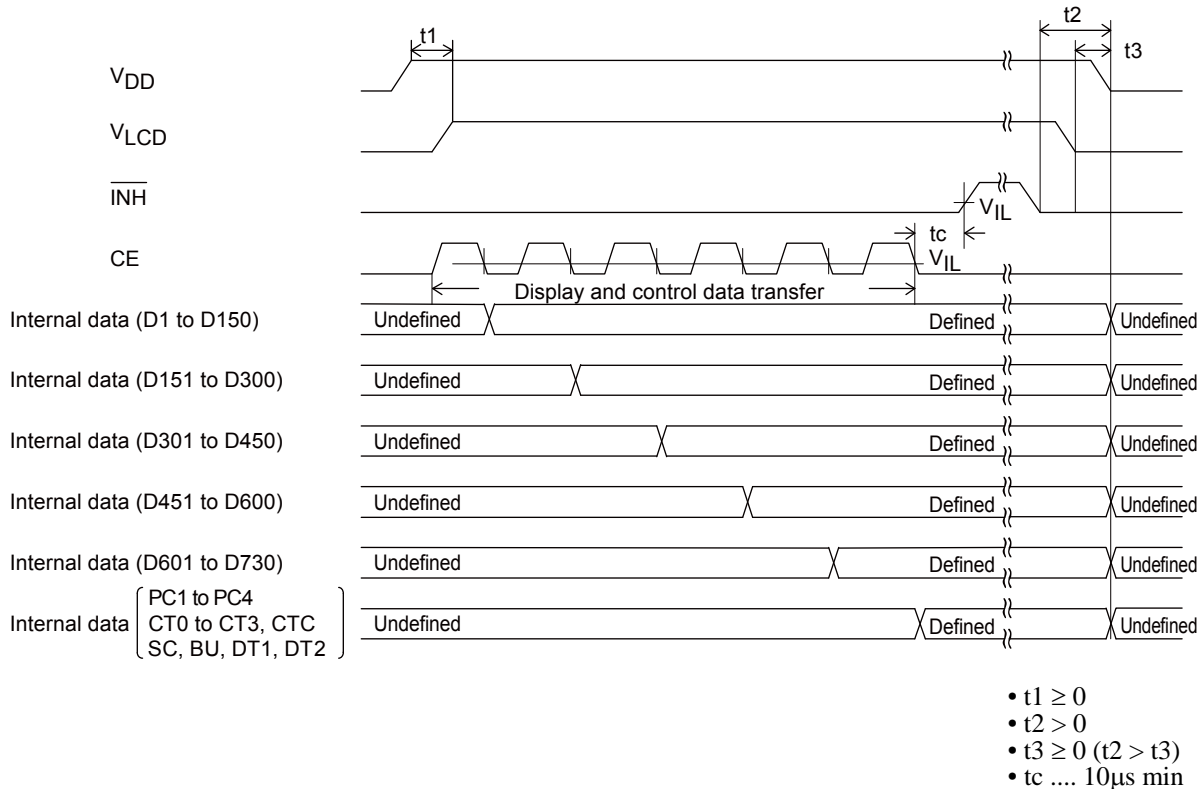 t2
t1
t3
VDD
VLCD
INH
VIL
tc
CE
VIL
Display and control data transfer
Internal data (D1 to D150) Undefined Defined Undefined
Internal data (D151 to D300) Undefined Defined Undefined
Internal data (D301 to D450) Undefined Defined Undefined
Internal data (D451 to D600) Undefined Defined Undefined
Internal data (D601 to D730) Undefined Defined Undefined
PC1 to PC4
Internal data CT0 to CT3, CTC Undefined Defined Undefined
SC, BU, DT1, DT2
• t1 ≥ 0
• t2 > 0
• t3 ≥ 0 (t2 > t3)
• tc .... 10μs min